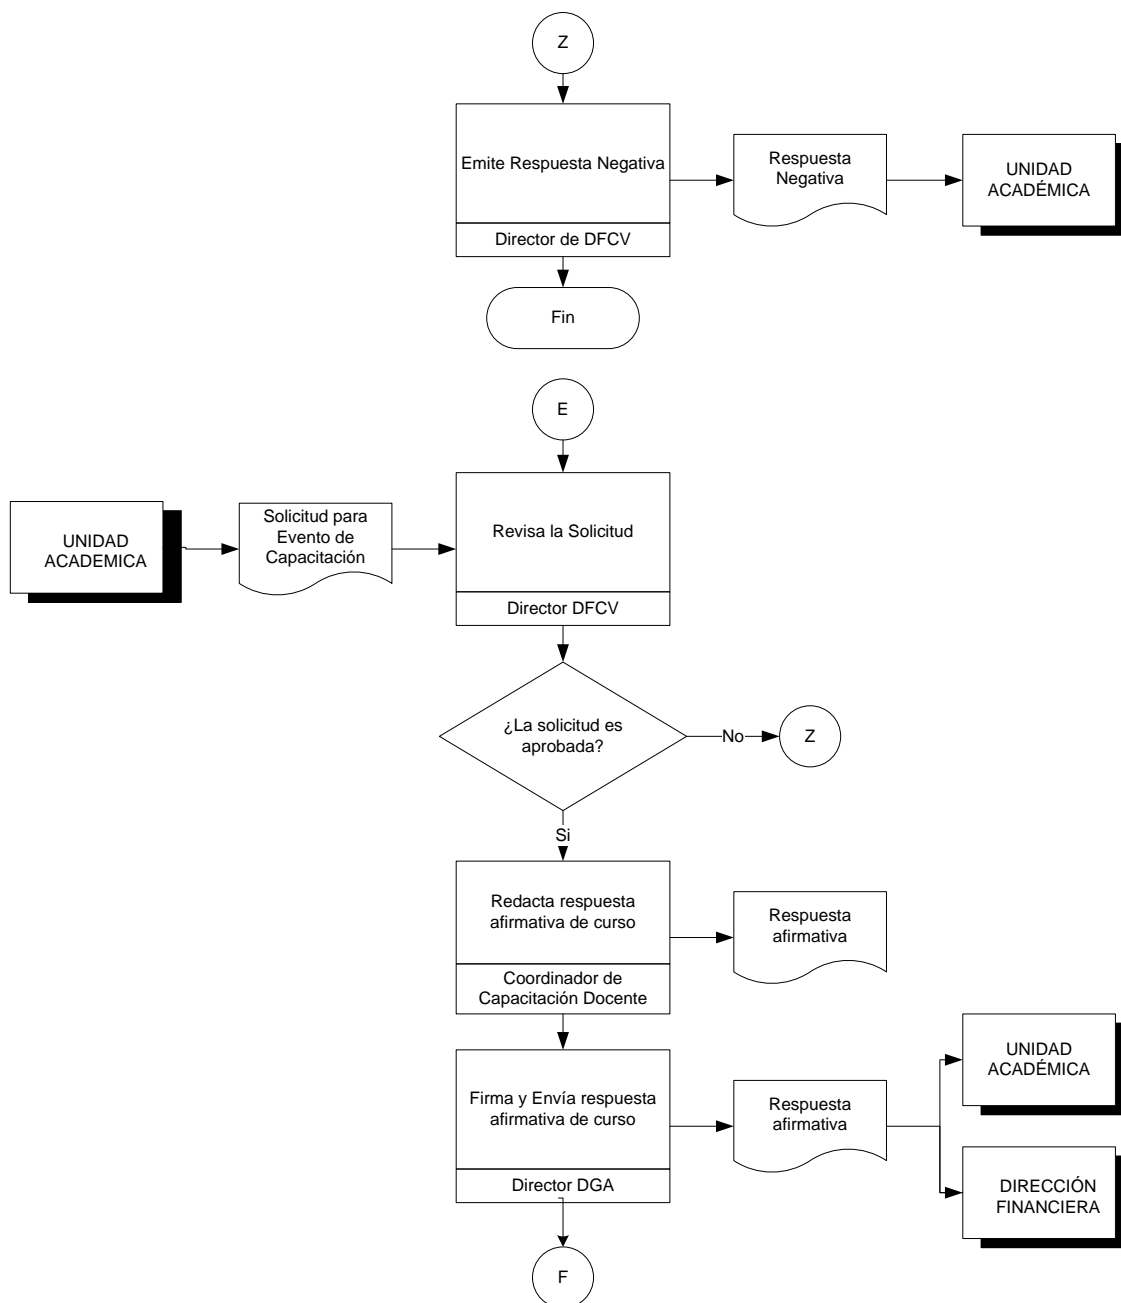 Z
Emite Respuesta Negativa
Director de DFCV
Respuesta
Negativa
UNIDAD
ACADÉMICA
Fin
E
UNIDAD
ACADEMICA
Solicitud para
Evento de
Capacitación
Revisa la Solicitud
Director DFCV
¿La solicitud es
aprobada?
No
Z
Si
Redacta respuesta
afirmativa de curso
Coordinador de
Capacitación Docente
Respuesta
afirmativa
Firma y Envía respuesta
afirmativa de curso
Director DGA
Respuesta
afirmativa
UNIDAD
ACADÉMICA
DIRECCIÓN
FINANCIERA
F